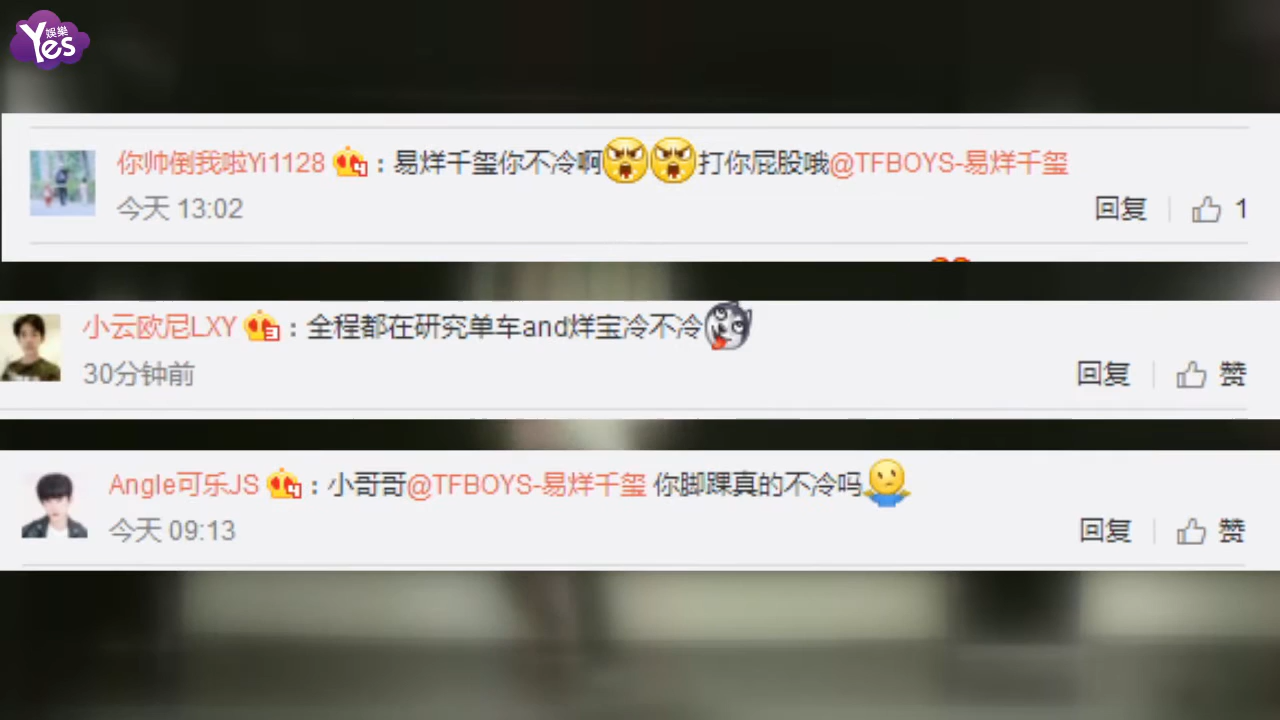 娛樂
Yes
你帅倒我啦Yi1128：易烊千玺你不冷啊打你屁股哦@TFBOYS-易烊千玺
今天 13:02
回复 1
小云欧尼LXY：全程都在研究单车and烊宝冷不冷
30分钟前
回复 赞
Angle可乐JS：小哥哥@TFBOYS-易烊千玺 你脚踝真的不冷吗
今天 09:13
回复 赞